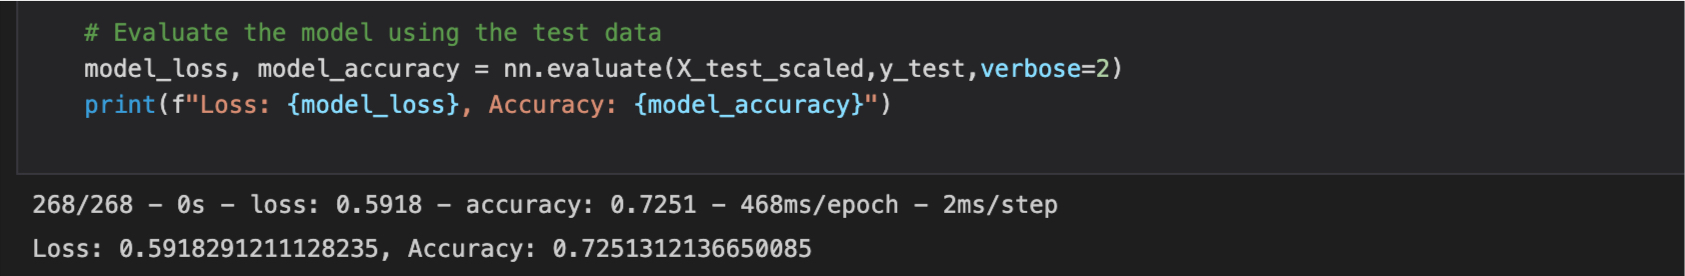 # Evaluate the model using the test data
model_loss, model_accuracy = nn.evaluate(X_test_scaled,y_test,verbose=2)
print(f"Loss: {model_loss}, Accuracy: {model_accuracy}")
268/268 - 0s - loss: 0.5918 - accuracy: 0.7251 - 468ms/epoch - 2ms/step
Loss: 0.5918291211128235, Accuracy: 0.7251312136650085